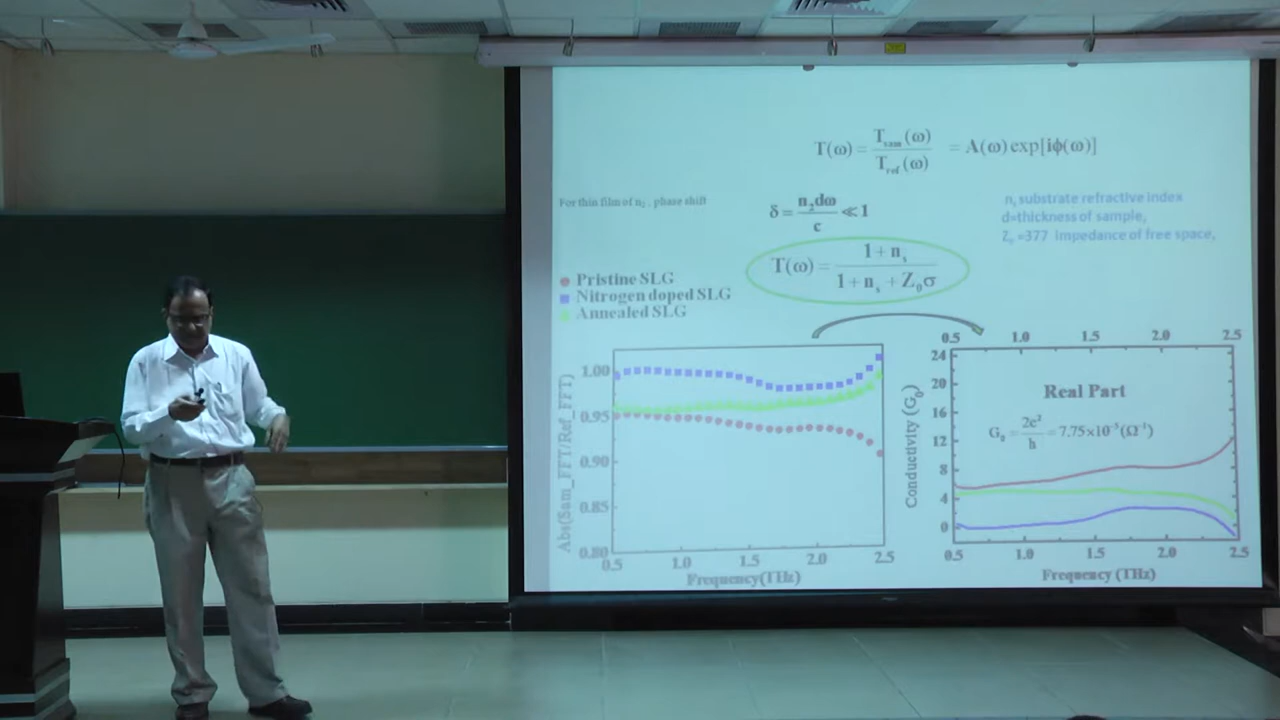 T(ω) = Tsam(ω) / Tref(ω) = A(ω) exp[iϕ(ω)]
For thin film of n2 , phase shift
δ = n2dω / c ≪ 1
ns substrate refractive index
d=thickness of sample,
Z0 =377 Impedance of free space,
T(ω) = 1 + ns / 1 + ns + Z0σ
Pristine SLG
Nitrogen doped SLG
Annealed SLG
Abs(Sam_FFT/Ref_FFT)
1.00
0.95
0.90
0.85
0.80
0.5 1.0 1.5 2.0 2.5
Frequency(THz)
0.5 1.0 1.5 2.0 2.5
Conductivity (G0)
24
20
16
12
8
4
0
Real Part
G0 = 2e² / h = 7.75×10⁻⁵(Ω⁻¹)
0.5 1.0 1.5 2.0 2.5
Frequency (THz)